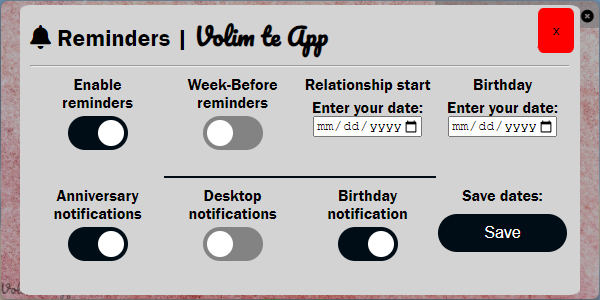 Reminders | Volim te App
x
Enable
reminders
Week-Before
reminders
Relationship start
Enter your date:
mm/dd/yyyy
Birthday
Enter your date:
mm/dd/yyyy
Anniversary
notifications
Desktop
notifications
Birthday
notification
Save dates:
Save